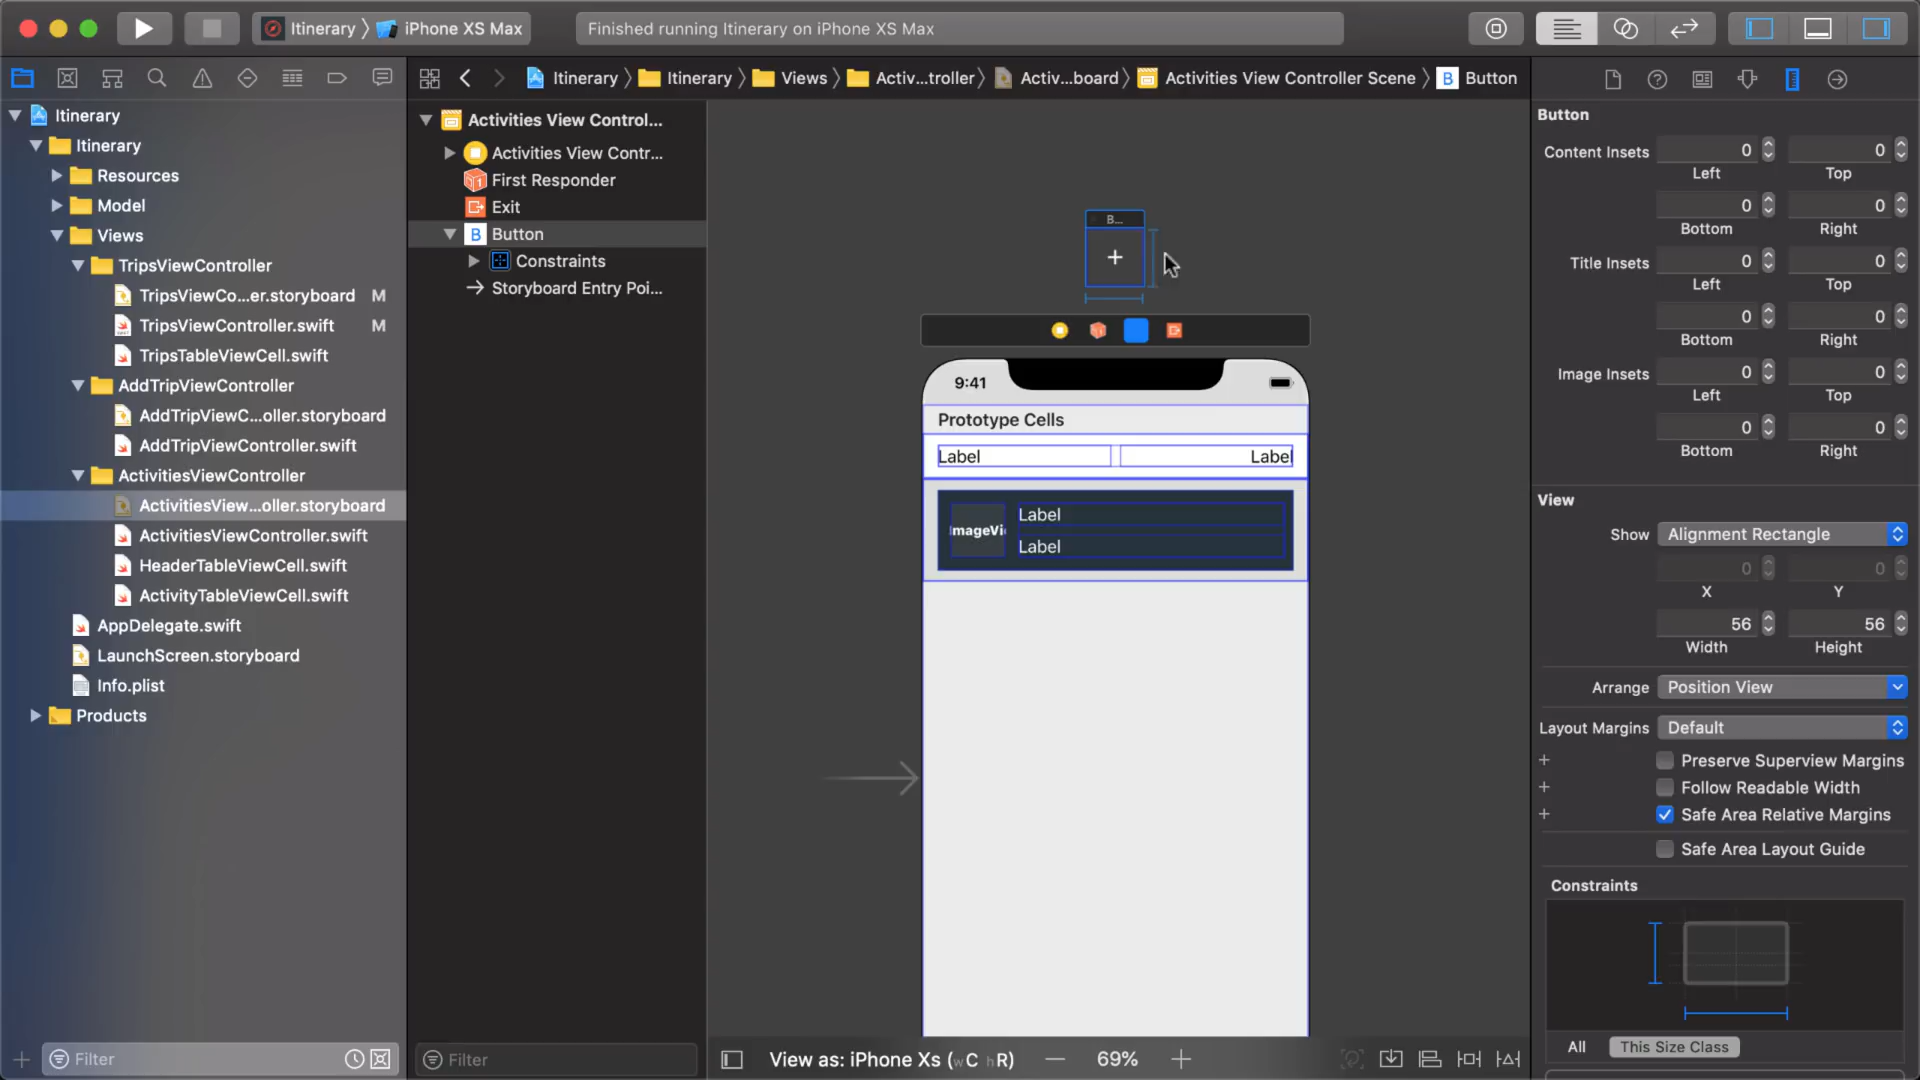 Itinerary
iPhone XS Max
Finished running Itinerary on iPhone XS Max
Itinerary
Itinerary
Views
Activ...troller
Activ...board
Activities View Controller Scene
B
Button
Itinerary
Itinerary
Resources
Model
Views
TripsViewController
TripsViewCo...er.storyboard M
TripsViewController.swift M
TripsTableViewCell.swift
AddTripViewController
AddTripViewC...oller.storyboard
AddTripViewController.swift
ActivitiesViewController
ActivitiesView...oller.storyboard
ActivitiesViewController.swift
HeaderTableViewCell.swift
ActivityTableViewCell.swift
AppDelegate.swift
LaunchScreen.storyboard
Info.plist
Products
Filter
Activities View Control...
Activities View Contr...
First Responder
Exit
B Button
Constraints
Storyboard Entry Poi...
Filter
B...
+
9:41
Prototype Cells
Label Label
ImageVi
Label
Label
View as: iPhone Xs (wC hR)
69%
Button
Content Insets 0 0
Left Top
0 0
Bottom Right
Title Insets 0 0
Left Top
0 0
Bottom Right
Image Insets 0 0
Left Top
0 0
Bottom Right
View
Show Alignment Rectangle
0 0
X Y
56 56
Width Height
Arrange Position View
Layout Margins Default
+ Preserve Superview Margins
+ Follow Readable Width
+ Safe Area Relative Margins
Safe Area Layout Guide
Constraints
All This Size Class